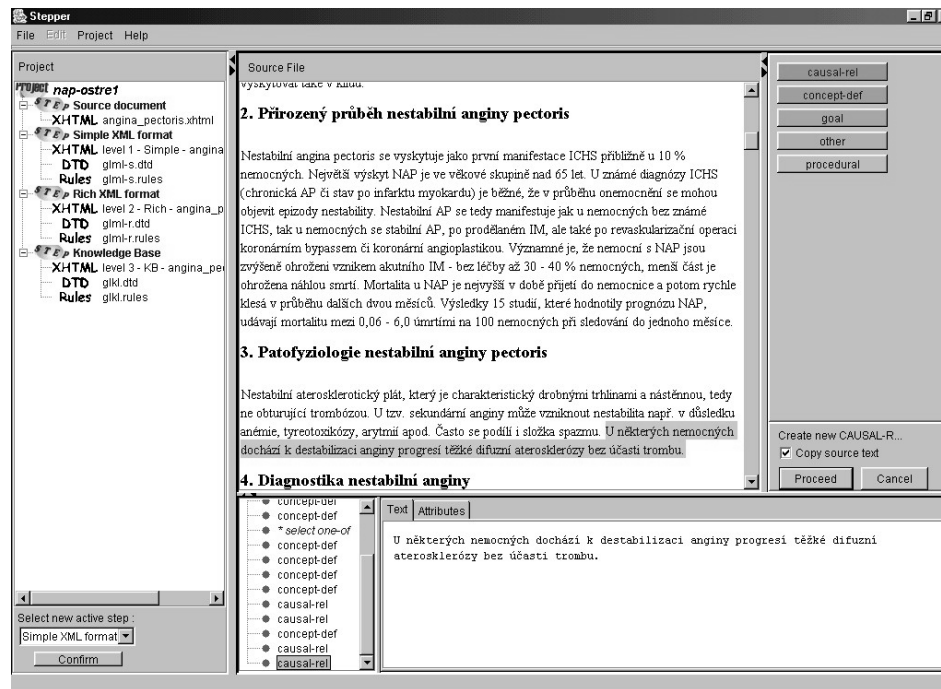 Stepper
File Edit Project Help
Project
PROJECT nap-ostre1
STEP Source document
XHTML angina_pectoris.xhtml
STEP Simple XML format
XHTML level 1 - Simple - angina
DTD glml-s.dtd
Rules glml-s.rules
STEP Rich XML format
XHTML level 2 - Rich - angina_p
DTD glml-r.dtd
Rules glml-r.rules
STEP Knowledge Base
XHTML level 3 - KB - angina_pe
DTD glkl.dtd
Rules glkl.rules
Select new active step :
Simple XML format
Confirm
Source File
vyskytovat také v klidu.
2. Přirozený průběh nestabilní anginy pectoris
Nestabilní angina pectoris se vyskytuje jako první manifestace ICHS přibližně u 10 %
nemocných. Největší výskyt NAP je ve věkové skupině nad 65 let. U známé diagnózy ICHS
(chronická AP či stav po infarktu myokardu) je běžné, že v průběhu onemocnění se mohou
objevit epizody nestability. Nestabilní AP se tedy manifestuje jak u nemocných bez známé
ICHS, tak u nemocných se stabilní AP, po prodělaném IM, ale také po revaskularizační operaci
koronárním bypassem či koronární angioplastikou. Významné je, že nemocní s NAP jsou
zvýšeně ohroženi vznikem akutního IM - bez léčby až 30 - 40 % nemocných, menší část je
ohrožena náhlou smrtí. Mortalita u NAP je nejvyšší v době přijetí do nemocnice a potom rychle
klesá v průběhu dalších dvou měsíců. Výsledky 15 studií, které hodnotily prognózu NAP,
udávají mortalitu mezi 0,06 - 6,0 úmrtími na 100 nemocných při sledování do jednoho měsíce.
3. Patofyziologie nestabilní anginy pectoris
Nestabilní aterosklerotický plát, který je charakteristický drobnými trhlinami a nástěnnou, tedy
ne obturující trombózou. U tzv. sekundární anginy může vzniknout nestabilita např. v důsledku
anémie, tyreotoxikózy, arytmií apod. Často se podílí i složka spazmu. U některých nemocných
dochází k destabilizaci anginy progresí těžké difuzní aterosklerózy bez účasti trombu.
4. Diagnostika nestabilní anginy
causal-rel
concept-def
goal
other
procedural
Create new CAUSAL-R...
Copy source text
Proceed Cancel
concept-def
concept-def
* select one-of
concept-def
concept-def
concept-def
concept-def
causal-rel
causal-rel
concept-def
causal-rel
causal-rel
Text Attributes
U některých nemocných dochází k destabilizaci anginy progresí těžké difuzní
aterosklerózy bez účasti trombu.